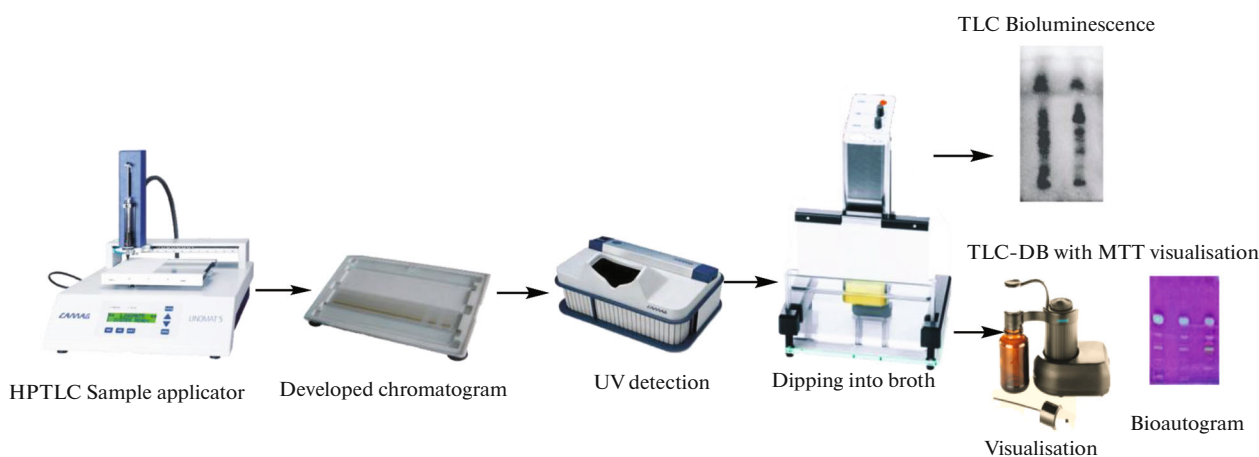 TLC Bioluminescence
TLC-DB with MTT visualisation
CAMAG
LINOMAT 5
CAMAG
HPTLC Sample applicator
Developed chromatogram
UV detection
Dipping into broth
Visualisation
Bioautogram